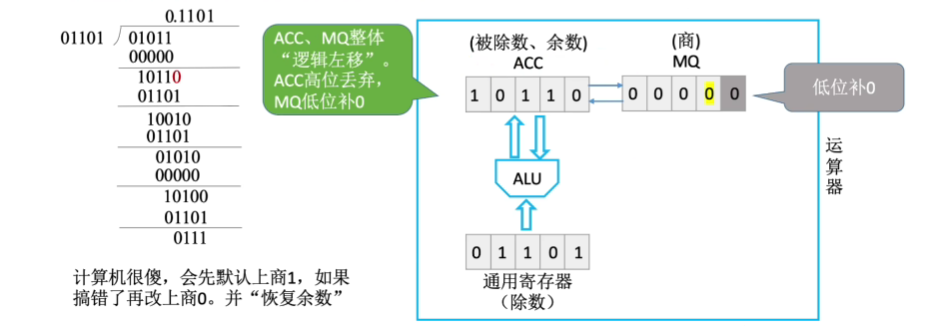 0.1101
01101 01011
00000
10110
01101
10010
01101
01010
00000
10100
01101
0111
计算机很傻，会先默认上商1，如果
搞错了再改上商0。并“恢复余数”
ACC、MQ整体
“逻辑左移”。
ACC高位丢弃，
MQ低位补0
(被除数、余数)
ACC
1 0 1 1 0
(商)
MQ
0 0 0 0 0
低位补0
ALU
0 1 1 0 1
通用寄存器
（除数）
运
算
器